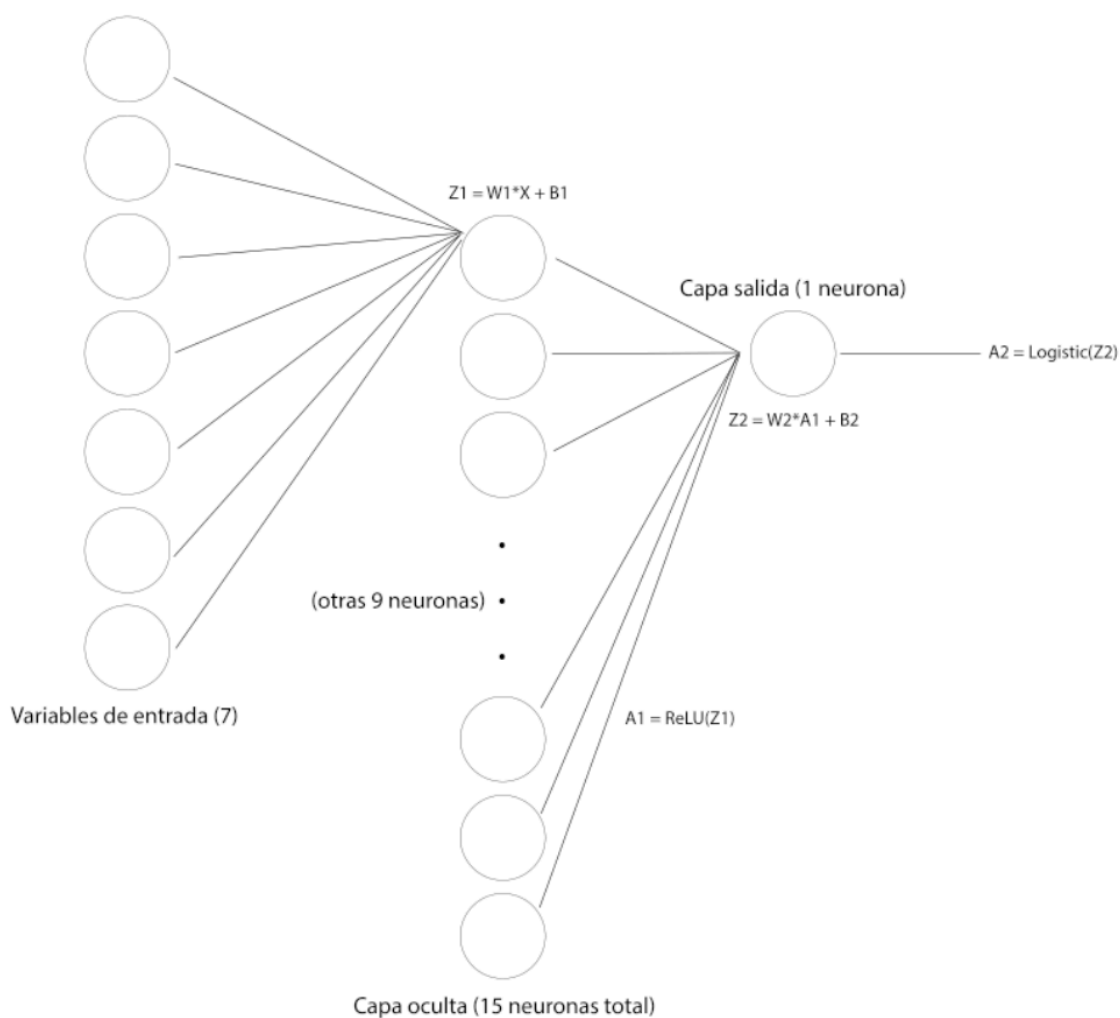 Z1 = W1*X + B1
Capa salida (1 neurona)
A2 = Logistic(Z2)
Z2 = W2*A1 + B2
(otras 9 neuronas)
Variables de entrada (7)
A1 = ReLU(Z1)
Capa oculta (15 neuronas total)